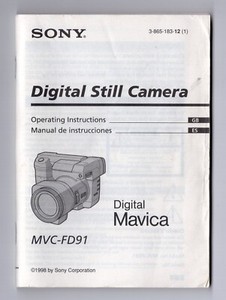 SONY
3-865-183-12 (1)
Digital Still Camera
Operating Instructions
GB
Manual de instrucciones
ES
Digital
Mavica
MVC-FD91
©1998 by Sony Corporation